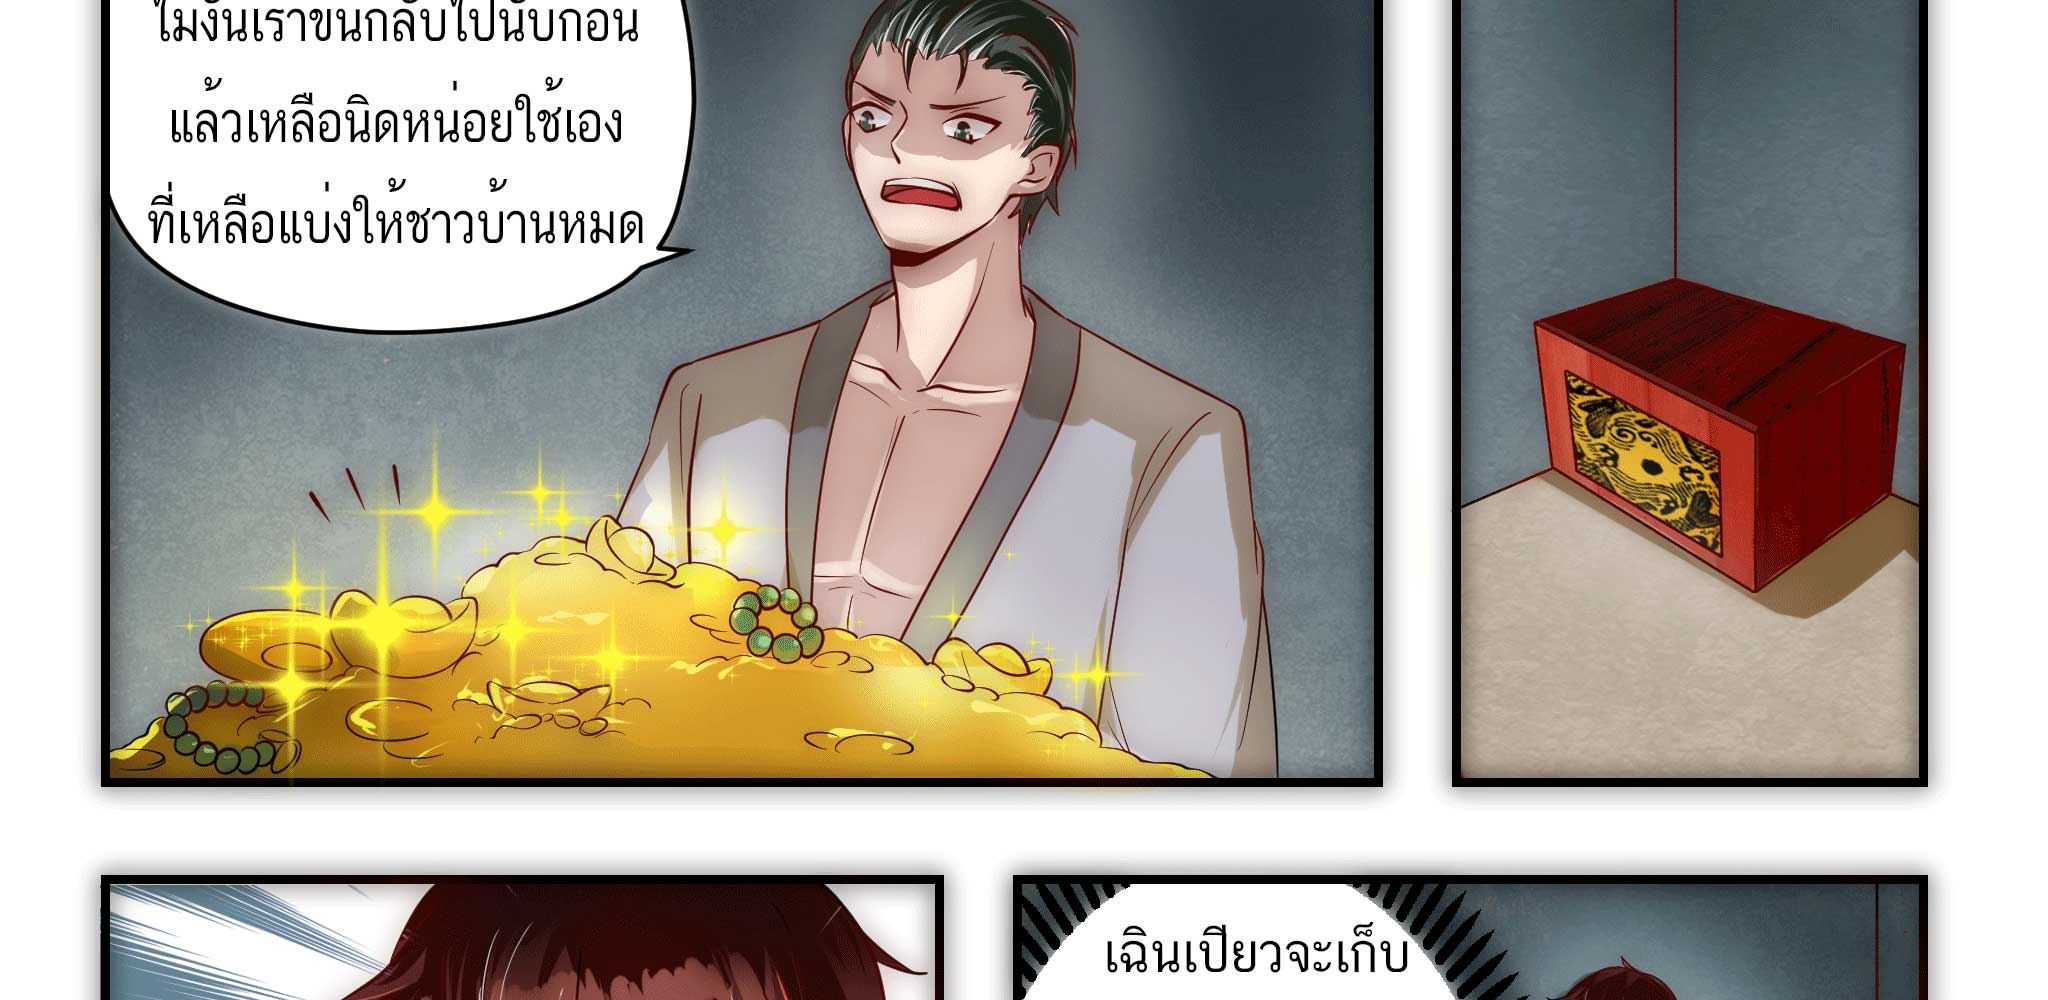 ไม่งั้นเราขนกลับไปนับก่อน
แล้วเหลือนิดหน่อยใช้เอง
ที่เหลือแบ่งให้ชาวบ้านหมด
เฉินเปียวจะเก็บ